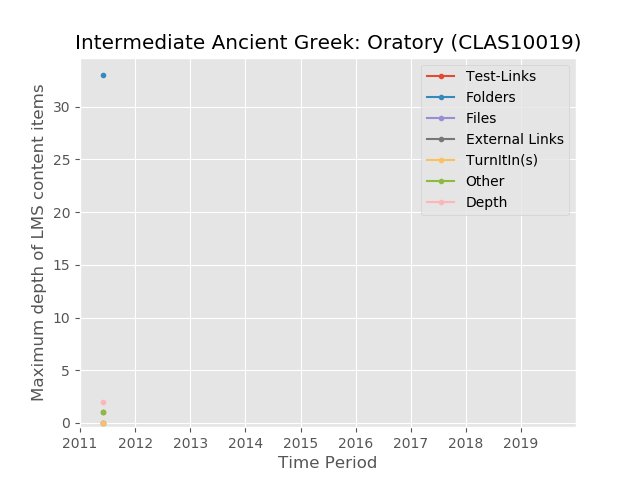 Intermediate Ancient Greek: Oratory (CLAS10019)
Test-Links
Folders
Files
External Links
TurnItIn(s)
Other
Depth
Maximum depth of LMS content items
30
25
20
15
10
5
0
2011 2012 2013 2014 2015 2016 2017 2018 2019
Time Period